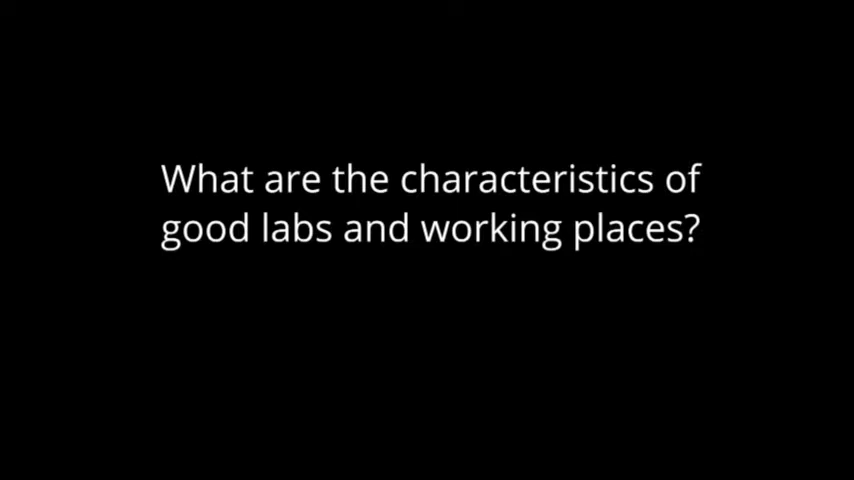 What are the characteristics of
good labs and working places?